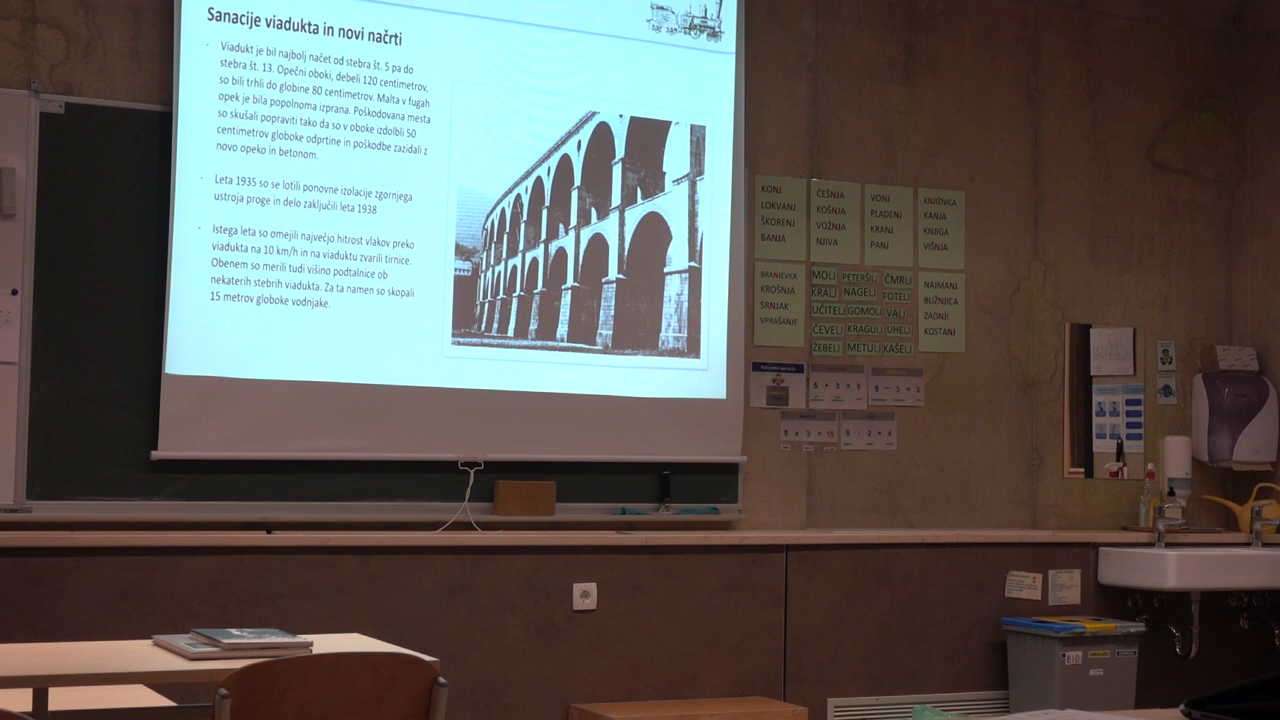 Sanacije viadukta in novi načrti
Viadukt je bil najbolj načet od stebra št. 5 pa do
stebra št. 13. Opečni oboki, debeli 120 centimetrov,
so bili trhli do globine 80 centimetrov. Malta v fugah
opek je bila popolnoma izprana. Poškodovana mesta
so skušali popraviti tako da so v oboke izdolbli 50
centimetrov globoke odprtine in poškodbe zazidali z
novo opeko in betonom.
Leta 1935 so se lotili ponovne izolacije zgornjega
ustroja proge in delo zaključili leta 1938
Istega leta so omejili največjo hitrost vlakov preko
viadukta na 10 km/h in na viaduktu zvarili tirnice.
Obenem so merili tudi višino podtalnice ob
nekaterih stebrih viadukta. Za ta namen so skopali
15 metrov globoke vodnjake.
KONJ
LOKVANJ
ŠKORENJ
BANJA
ČEŠNJA
KOŠNJA
VOŽNJA
NJIVA
VONJ
PLADENJ
KRANJ
PANJ
KNJIŽNICA
KANJA
KNJIGA
VIŠNJA
BRANJEVKA
KROŠNJA
SRNJAK
VPRAŠANJE
MOLJ PETERŠILJ ČMRLJ
KRALJ NAGELJ FOTELJ
UČITELJ GOMOLJ VALJ
ČEVELJ KRAGULJ UHELJ
ŽEBELJ METULJ KAŠELJ
NAJMANJ
BLIŽNJICA
ZADNJI
KOSTANJ
BIO